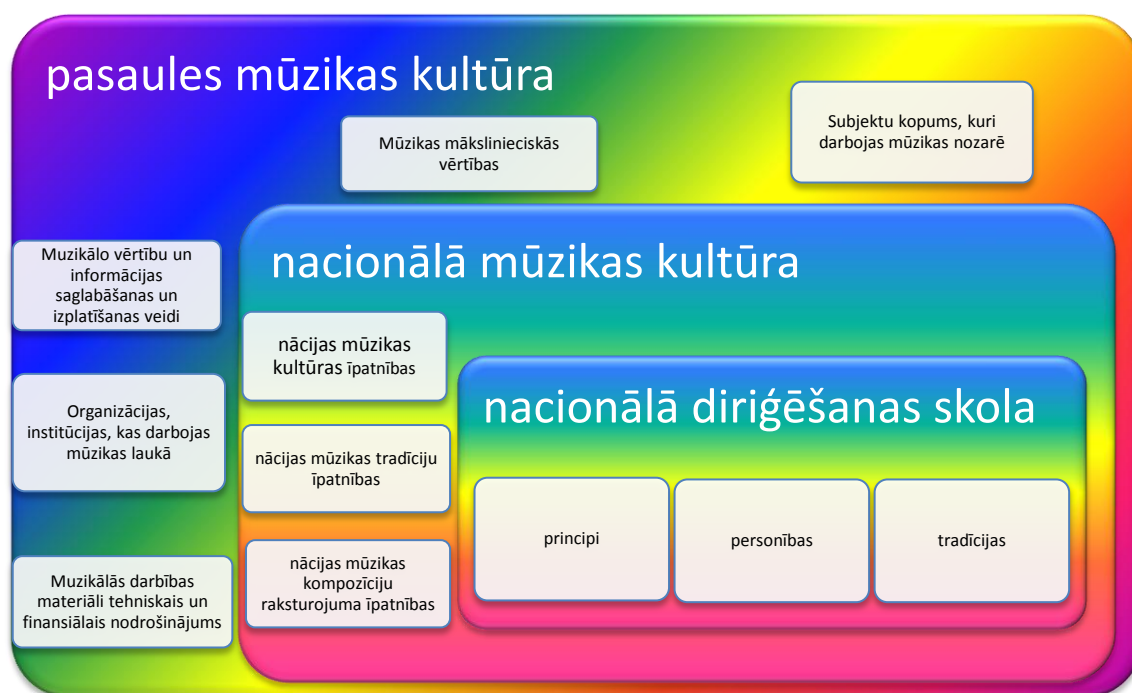 pasaules mūzikas kultūra
Subjektu kopums, kuri
darbojas mūzikas nozarē
Mūzikas mākslinieciskās
vērtības
Muzikālo vērtību un
informācijas
saglabāšanas un
izplatīšanas veidi
Organizācijas,
institūcijas, kas darbojas
mūzikas laukā
Muzikālās darbības
materiāli tehniskais un
finansiālais nodrošinājums
nacionālā mūzikas kultūra
nācijas mūzikas
kultūras īpatnības
nācijas mūzikas tradīciju
īpatnības
nācijas mūzikas
kompozīciju
raksturojuma īpatnības
nacionālā diriģēšanas skola
principi
personības
tradīcijas